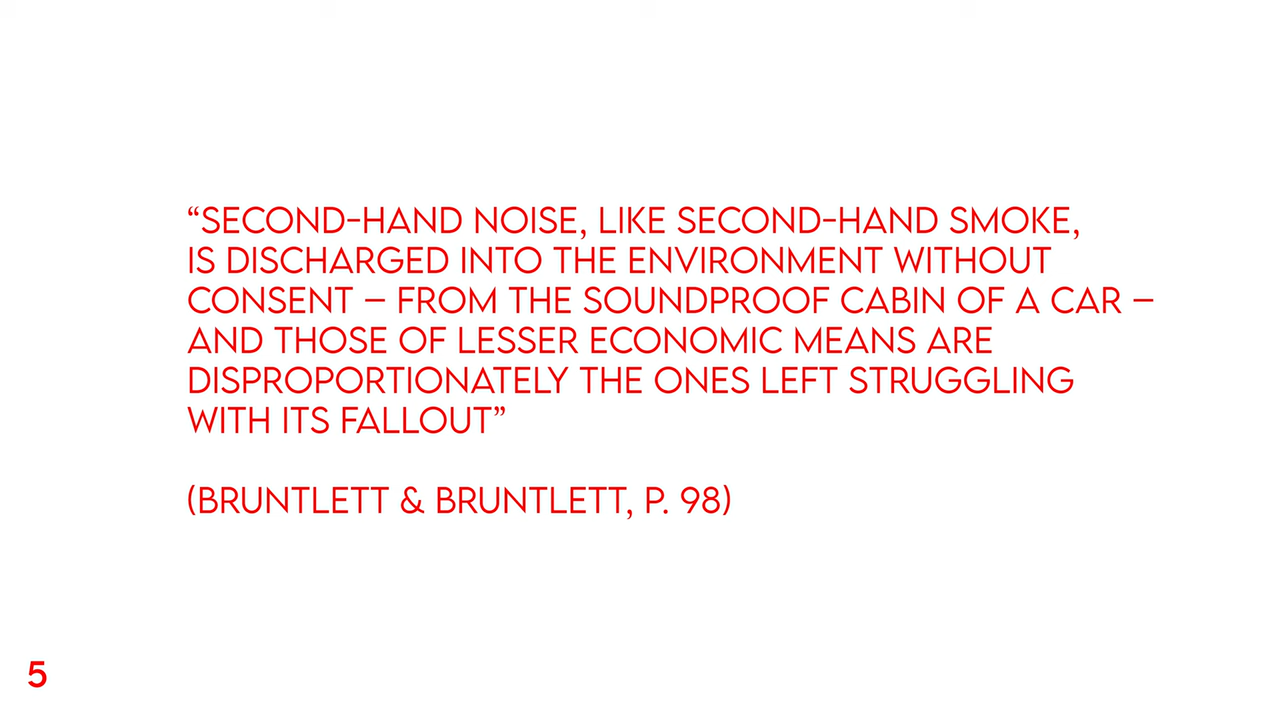 “SECOND-HAND NOISE, LIKE SECOND-HAND SMOKE,
IS DISCHARGED INTO THE ENVIRONMENT WITHOUT
CONSENT – FROM THE SOUNDPROOF CABIN OF A CAR –
AND THOSE OF LESSER ECONOMIC MEANS ARE
DISPROPORTIONATELY THE ONES LEFT STRUGGLING
WITH ITS FALLOUT”
(BRUNTLETT & BRUNTLETT, P. 98)
5